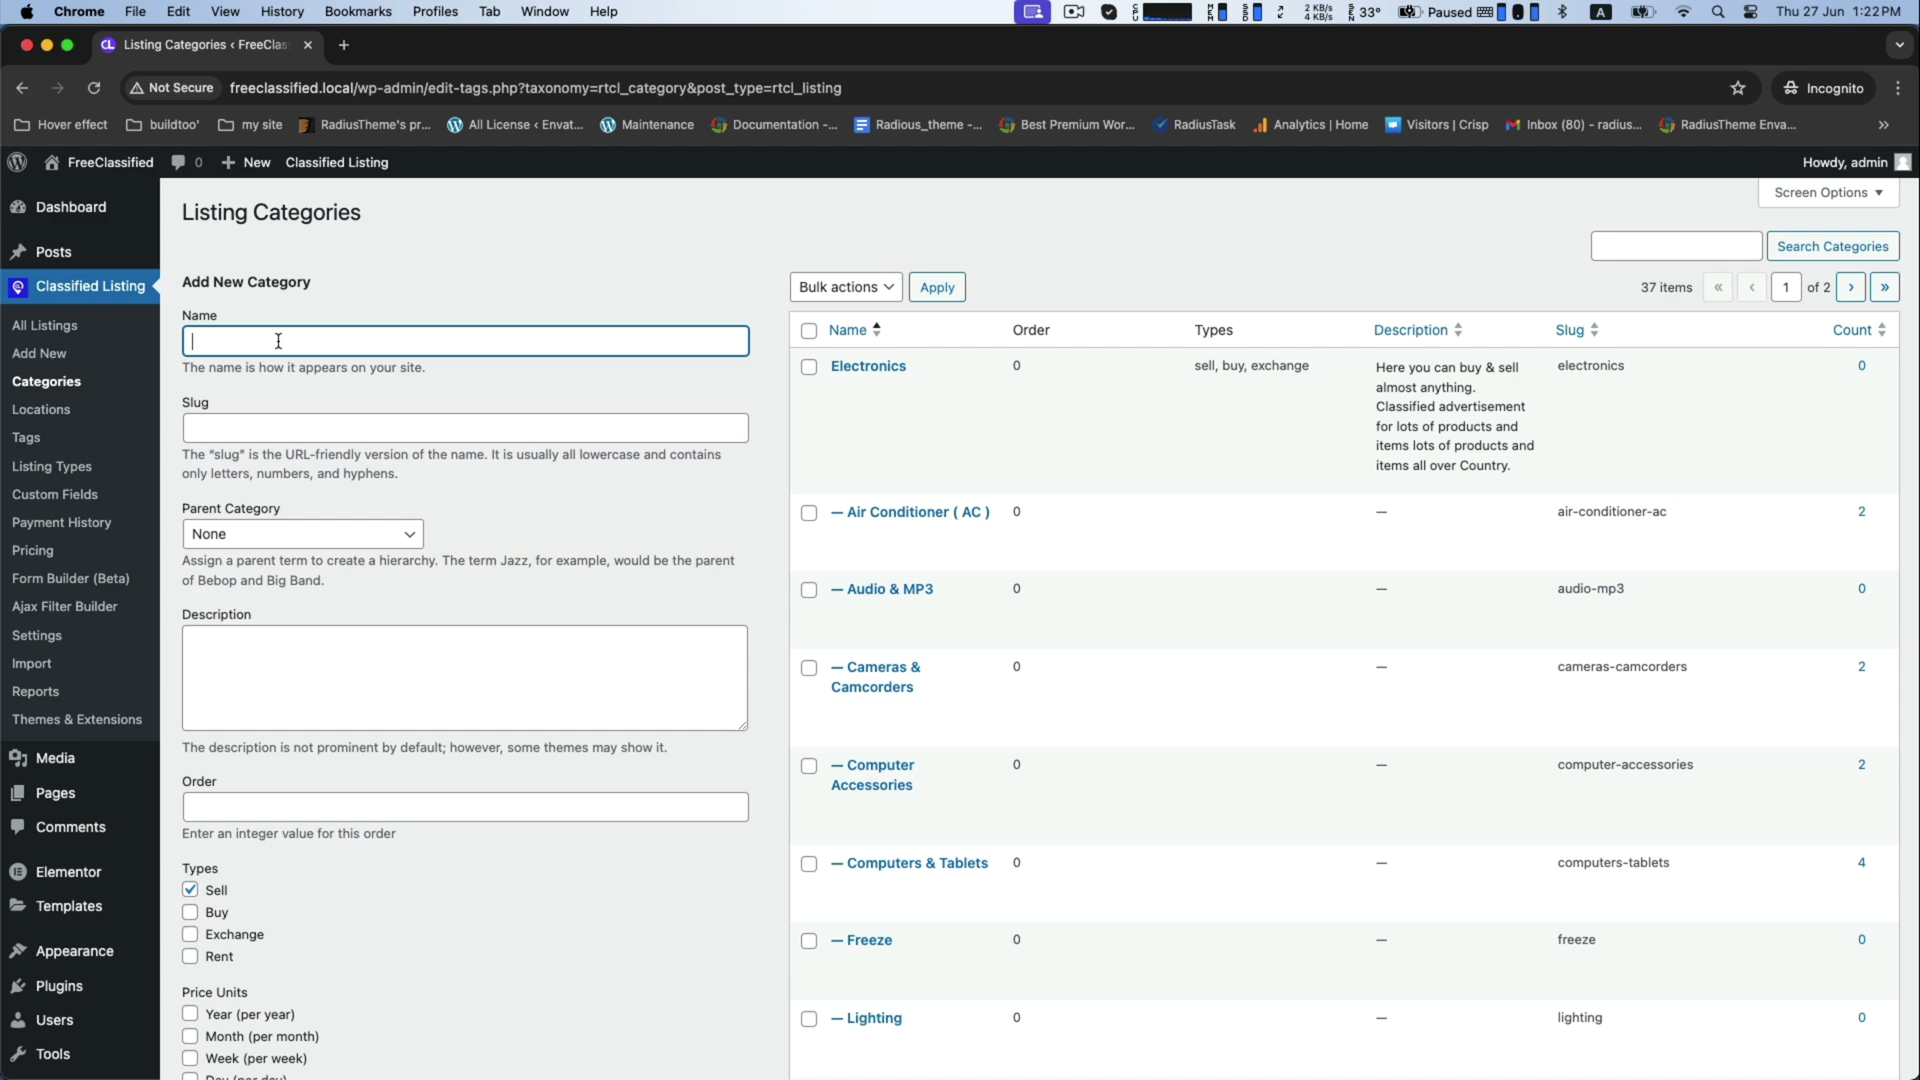 Chrome File Edit View History Bookmarks Profiles Tab Window Help
2 KB/s
4 KB/s
33° Paused A Thu 27 Jun 1:22 PM
Listing Categories ‹ FreeClas
Not Secure freeclassified.local/wp-admin/edit-tags.php?taxonomy=rtcl_category&post_type=rtcl_listing Incognito
Hover effect buildtoo' my site RadiusTheme's pr... All License ‹ Envat... Maintenance Documentation -... Radious_theme -... Best Premium Wor... RadiusTask Analytics | Home Visitors | Crisp Inbox (80) - radius... RadiusTheme Enva... »
FreeClassified 0 + New Classified Listing Howdy, admin
Dashboard
Posts
Classified Listing
All Listings
Add New
Categories
Locations
Tags
Listing Types
Custom Fields
Payment History
Pricing
Form Builder (Beta)
Ajax Filter Builder
Settings
Import
Reports
Themes & Extensions
Media
Pages
Comments
Elementor
Templates
Appearance
Plugins
Users
Tools
Screen Options
Listing Categories
Search Categories
Add New Category
Name
The name is how it appears on your site.
Slug
The “slug” is the URL-friendly version of the name. It is usually all lowercase and contains
only letters, numbers, and hyphens.
Parent Category
None
Assign a parent term to create a hierarchy. The term Jazz, for example, would be the parent
of Bebop and Big Band.
Description
The description is not prominent by default; however, some themes may show it.
Order
Enter an integer value for this order
Types
Sell
Buy
Exchange
Rent
Price Units
Year (per year)
Month (per month)
Week (per week)
Day (per day)
Bulk actions Apply 37 items « ‹ 1 of 2 › »
Name Order Types Description Slug Count
Electronics 0 sell, buy, exchange Here you can buy & sell electronics 0
almost anything.
Classified advertisement
for lots of products and
items lots of products and
items all over Country.
— Air Conditioner ( AC ) 0 — air-conditioner-ac 2
— Audio & MP3 0 — audio-mp3 0
— Cameras & 0 — cameras-camcorders 2
Camcorders
— Computer 0 — computer-accessories 2
Accessories
— Computers & Tablets 0 — computers-tablets 4
— Freeze 0 — freeze 0
— Lighting 0 — lighting 0